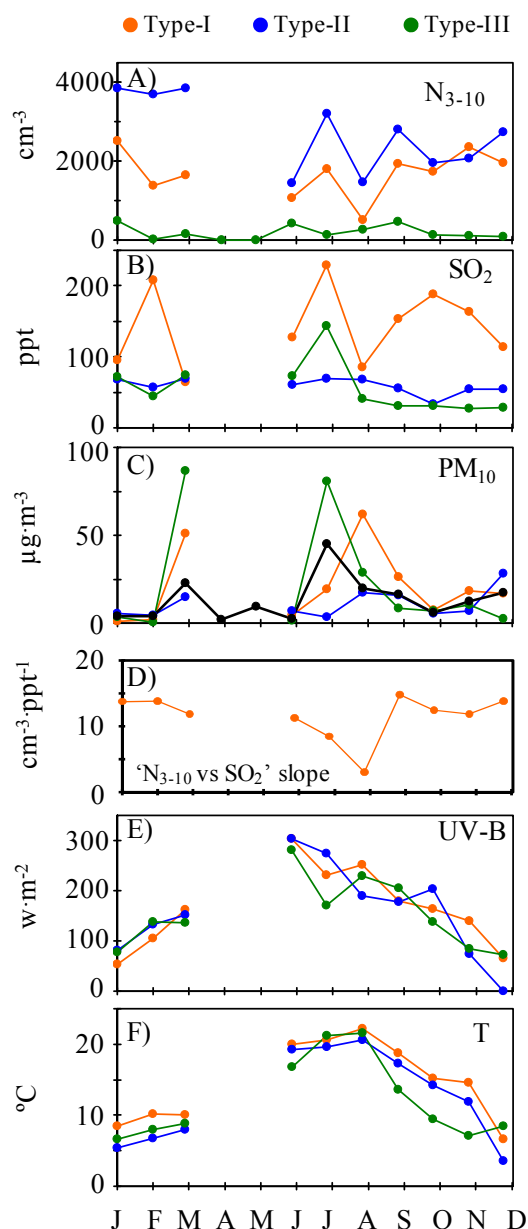 Type-I Type-II Type-III
A) N₃₋₁₀
4000
2000
0
cm⁻³
B) SO₂
200
100
0
ppt
C) PM₁₀
100
50
0
µg·m⁻³
D)
20
10
0
cm⁻³·ppt⁻¹
‘N₃₋₁₀ vs SO₂’ slope
E) UV-B
300
200
100
0
w·m⁻²
F) T
20
10
0
ºC
J F M A M J J A S O N D